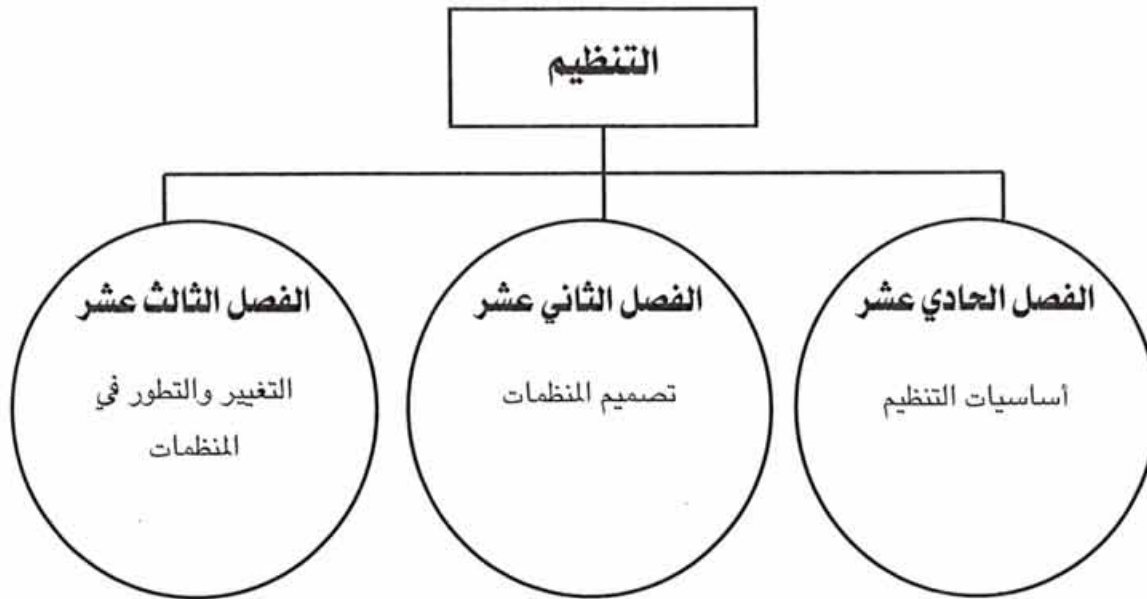 التنظيم
الفصل الحادي عشر
أساسيات التنظيم
الفصل الثاني عشر
تصميم المنظمات
الفصل الثالث عشر
التغيير والتطور في
المنظمات